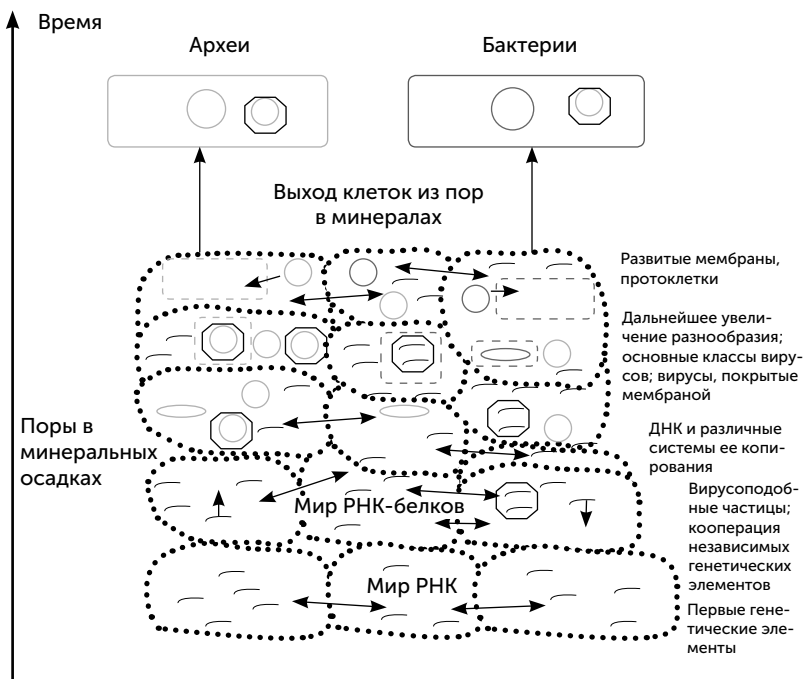 Время
Археи
Бактерии
Выход клеток из пор
в минералах
Развитые мембраны,
протоклетки
Дальнейшее увели-
чение разнообразия;
основные классы виру-
сов; вирусы, покрытые
мембраной
Поры в
минеральных
осадках
ДНК и различные
системы ее копи-
рования
Мир РНК-белков
Вирусоподоб-
ные частицы;
кооперация
независимых
генетических
элементов
Мир РНК
Первые гене-
тические эле-
менты